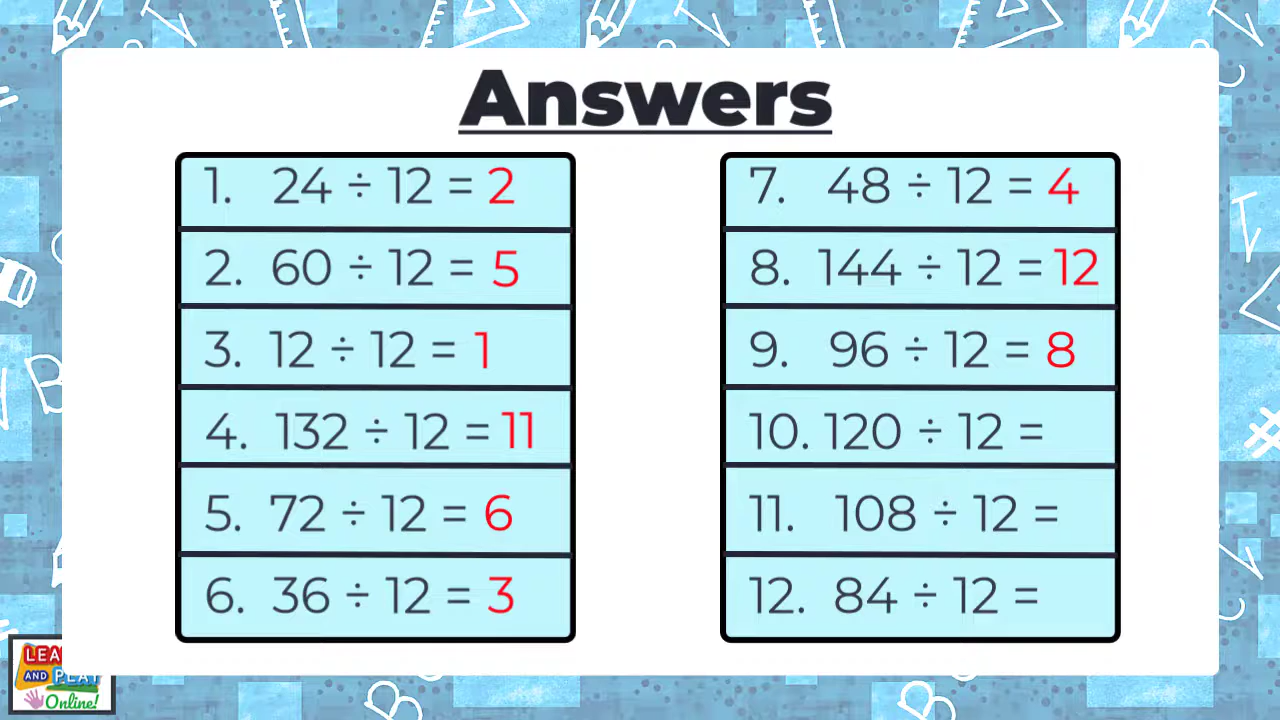 Answers
1. 24 ÷ 12 = 2
2. 60 ÷ 12 = 5
3. 12 ÷ 12 = 1
4. 132 ÷ 12 = 11
5. 72 ÷ 12 = 6
6. 36 ÷ 12 = 3
7. 48 ÷ 12 = 4
8. 144 ÷ 12 = 12
9. 96 ÷ 12 = 8
10. 120 ÷ 12 =
11. 108 ÷ 12 =
12. 84 ÷ 12 =
AND PLAY
Online!